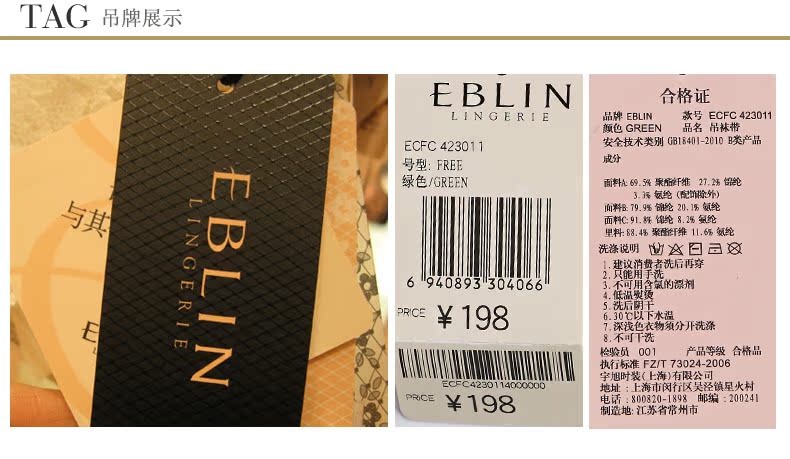 TAG 吊牌展示
与其
EBLIN
LINGERIE
EBLIN
LINGERIE
ECFC 423011
号型: FREE
绿色/GREEN
6 940893 304066
PRICE ¥198
ECFC4230114000000
PRICE ¥198
合格证
品牌 EBLIN 款号 ECFC 423011
颜色 GREEN 品名 吊袜带
安全技术类别 GB18401-2010 B类产品
成分
面料A: 69.5% 聚酯纤维 27.2% 锦纶
3.3% 氨纶 (配饰除外)
面料B: 79.9% 锦纶 20.1% 氨纶
面料C: 91.8% 锦纶 8.2% 氨纶
里料: 88.4% 聚酯纤维 11.6% 氨纶
洗涤说明
1.建议消费者洗后再穿
2.只能用手洗
3.不可用含氯的漂剂
4.低温熨烫
5.洗后阴干
6.30℃以下水温
7.深浅色衣物须分开洗涤
8.不可干洗
检验员 001 产品等级 合格品
执行标准 FZ/T 73024-2006
宇旭时装(上海)有限公司
地址:上海市闵行区吴泾镇星火村
电话:800820-1898 邮编:200241
制造地:江苏省常州市